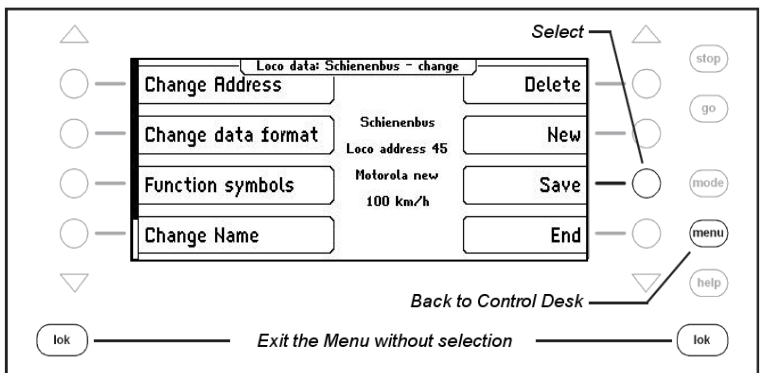 Select
stop
Loco data: Schienenbus - change
Change Address
Delete
go
Change data format
Schienenbus
New
Loco address 45
Function symbols
Motorola new
Save
mode
100 km/h
Change Name
End
menu
help
Back to Control Desk
lok
Exit the Menu without selection
lok